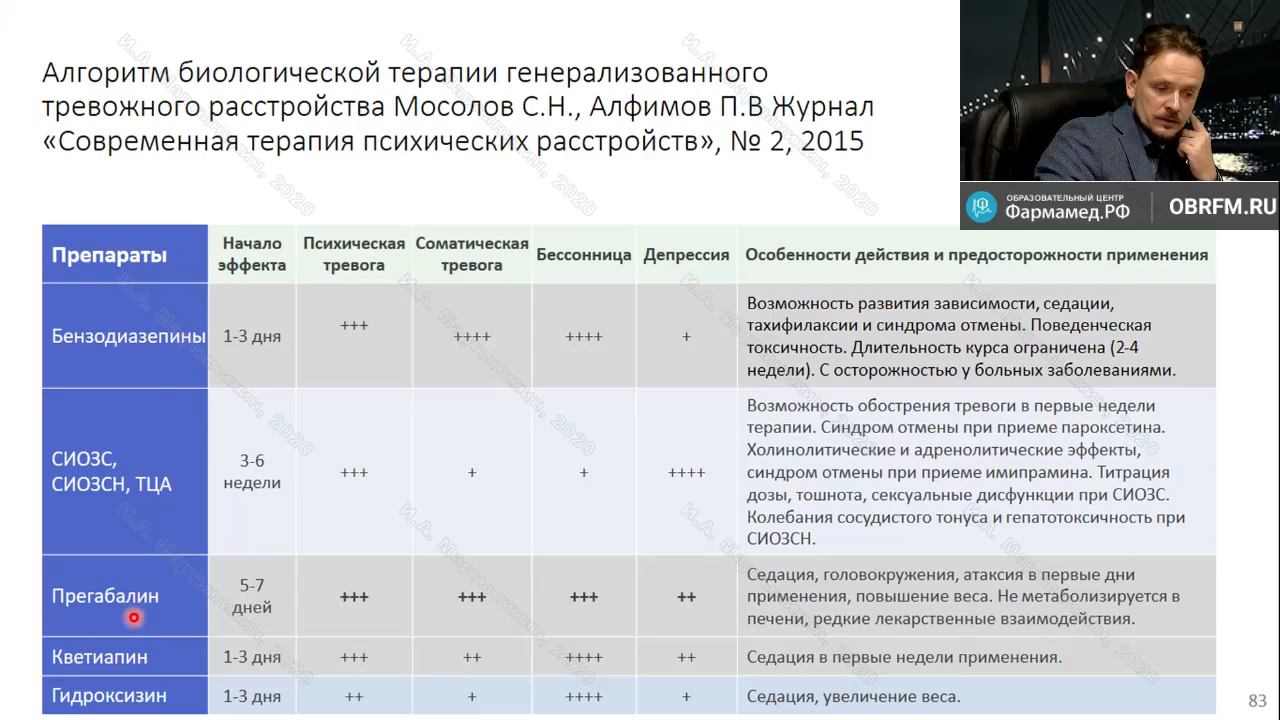 Алгоритм биологической терапии генерализованного
тревожного расстройства Мосолов С.Н., Алфимов П.В Журнал
«Современная терапия психических расстройств», № 2, 2015
ОБРАЗОВАТЕЛЬНЫЙ ЦЕНТР
Фармамед.РФ
OBRFM.RU
Препараты
Начало
эффекта
Психическая
тревога
Соматическая
тревога
Бессонница
Депрессия
Особенности действия и предосторожности применения
Бензодиазепины
1-3 дня
+++
++++
++++
+
Возможность развития зависимости, седации,
тахифилаксии и синдрома отмены. Поведенческая
токсичность. Длительность курса ограничена (2-4
недели). С осторожностью у больных заболеваниями.
СИОЗС,
СИОЗСН, ТЦА
3-6
недели
+++
+
+
++++
Возможность обострения тревоги в первые недели
терапии. Синдром отмены при приеме пароксетина.
Холинолитические и адренолитические эффекты,
синдром отмены при приеме имипрамина. Титрация
дозы, тошнота, сексуальные дисфункции при СИОЗС.
Колебания сосудистого тонуса и гепатотоксичность при
СИОЗСН.
Прегабалин
5-7
дней
+++
+++
+++
++
Седация, головокружения, атаксия в первые дни
применения, повышение веса. Не метаболизируется в
печени, редкие лекарственные взаимодействия.
Кветиапин
1-3 дня
+++
++
++++
++
Седация в первые недели применения.
Гидроксизин
1-3 дня
++
+
++++
+
Седация, увеличение веса.
83